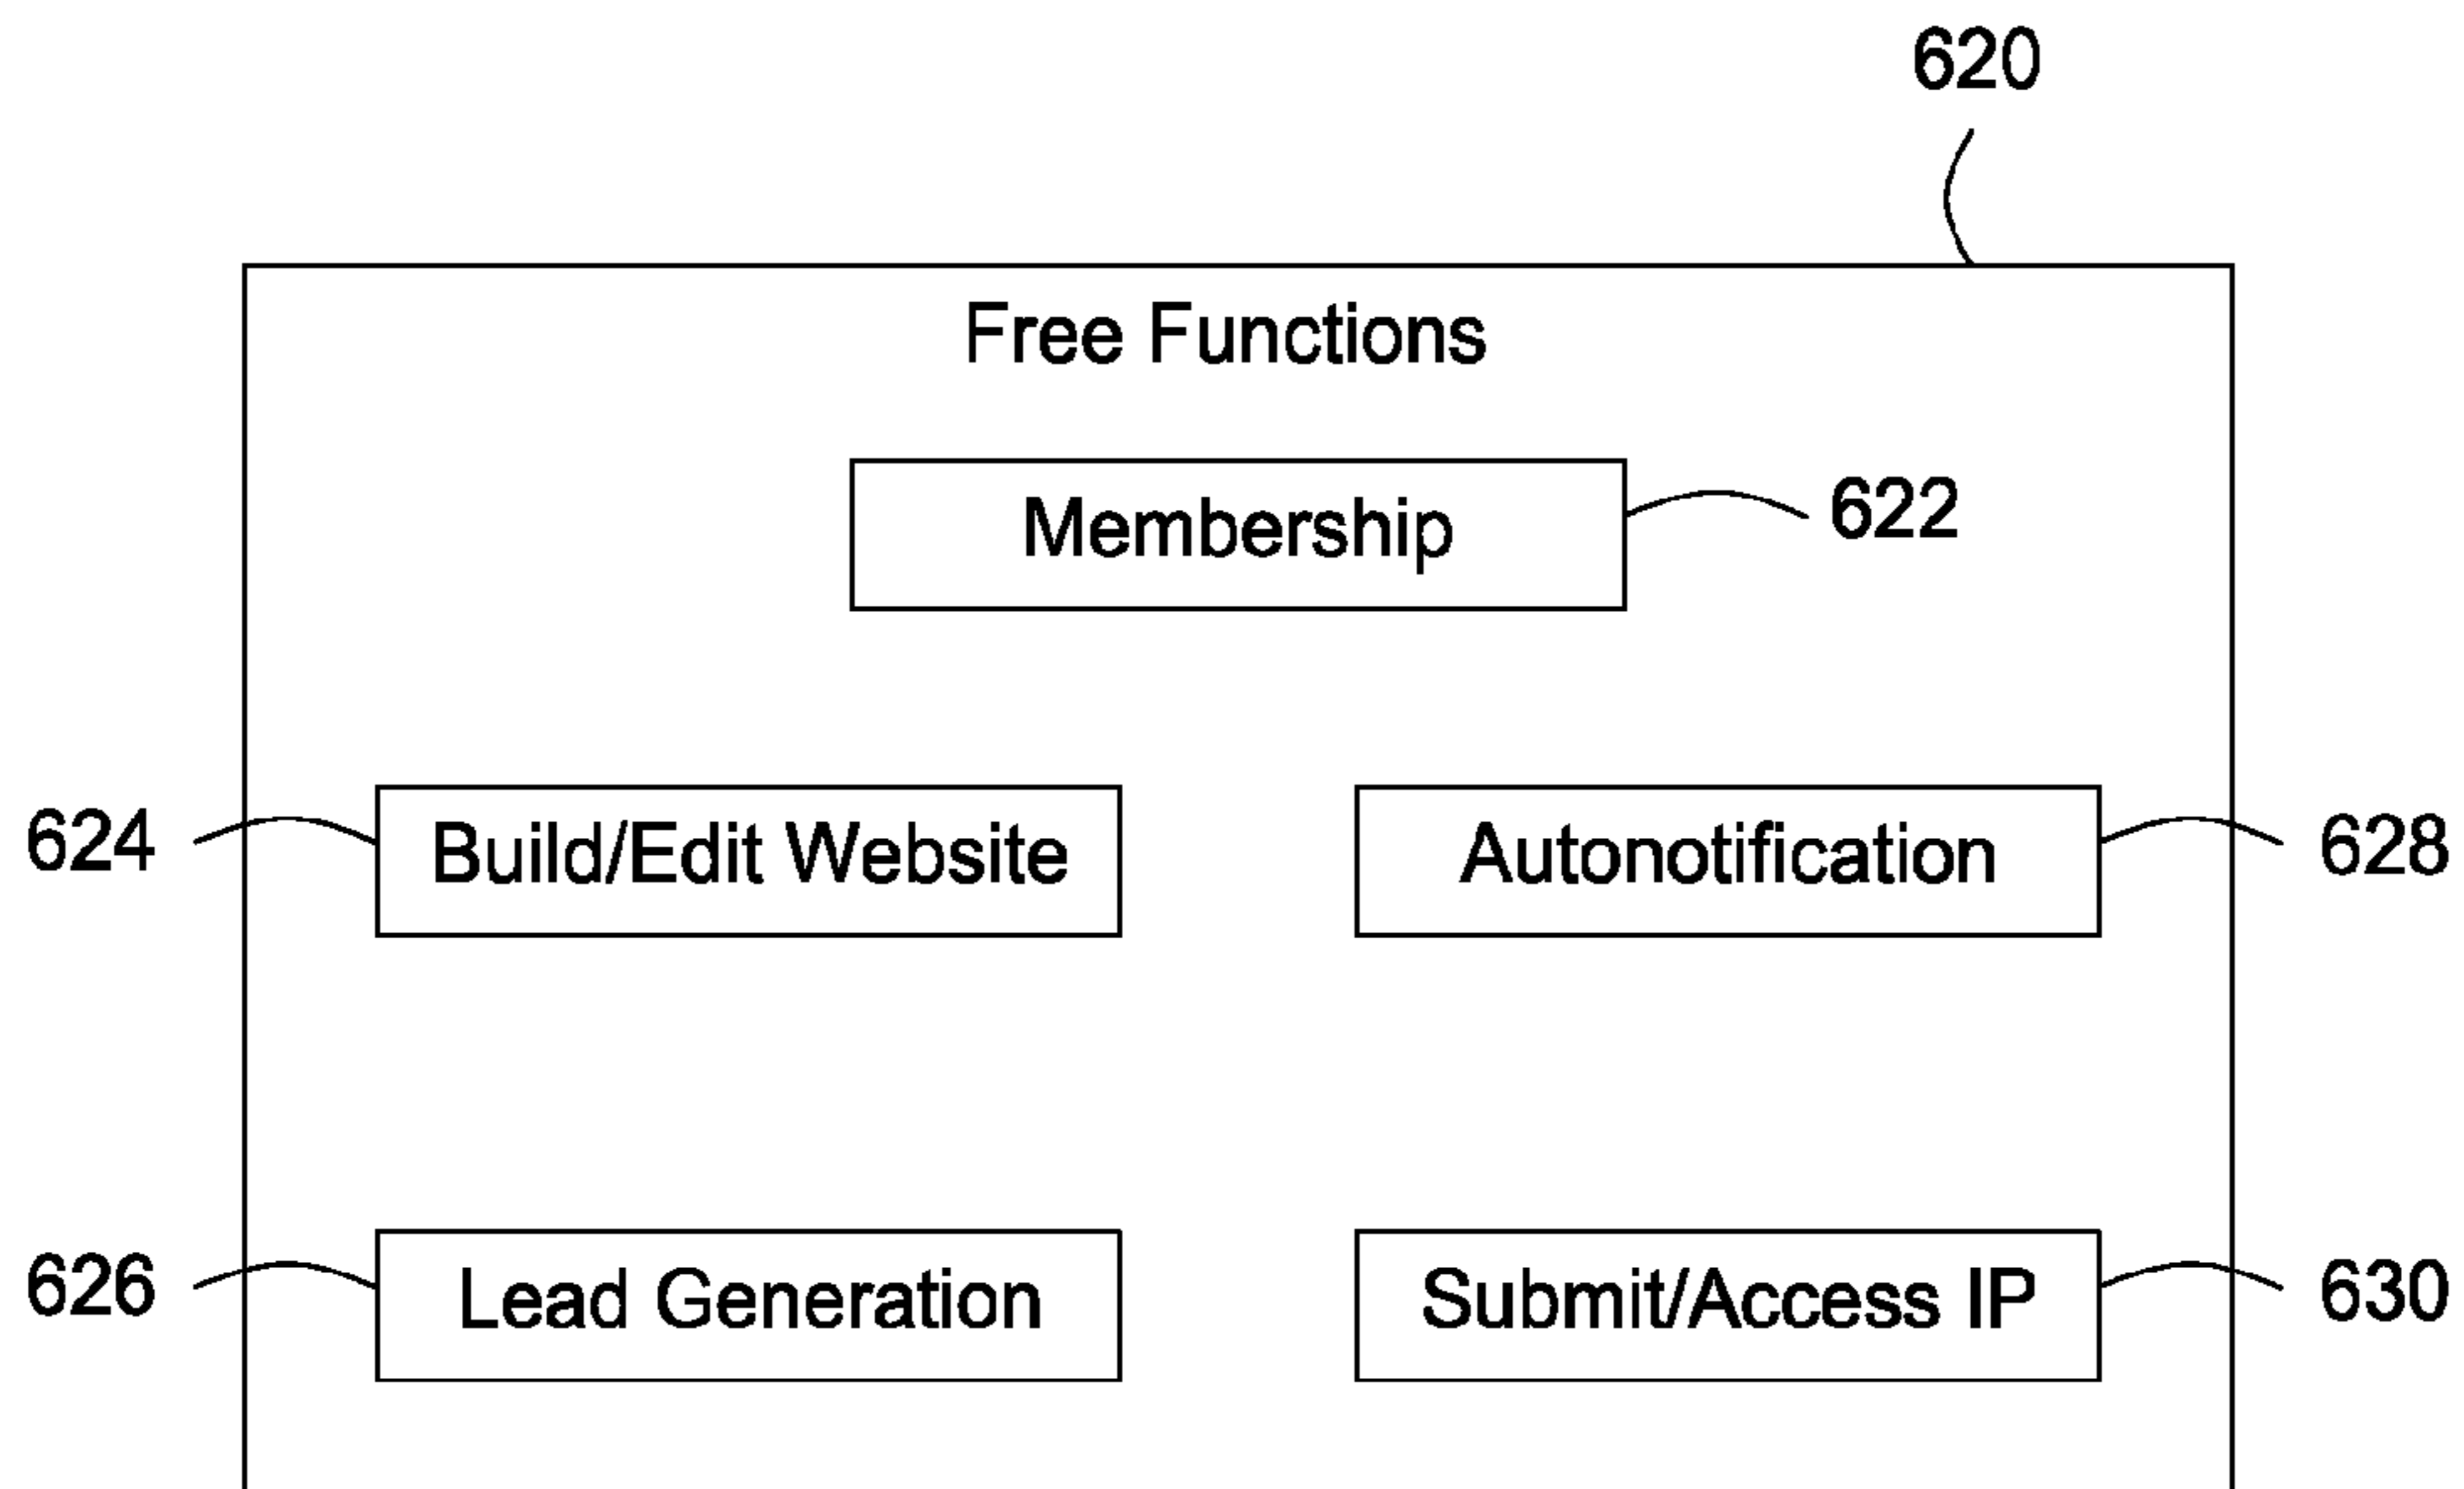 620
Free Functions
Membership
622
624
Build/Edit Website
Autonotification
628
626
Lead Generation
Submit/Access IP
630